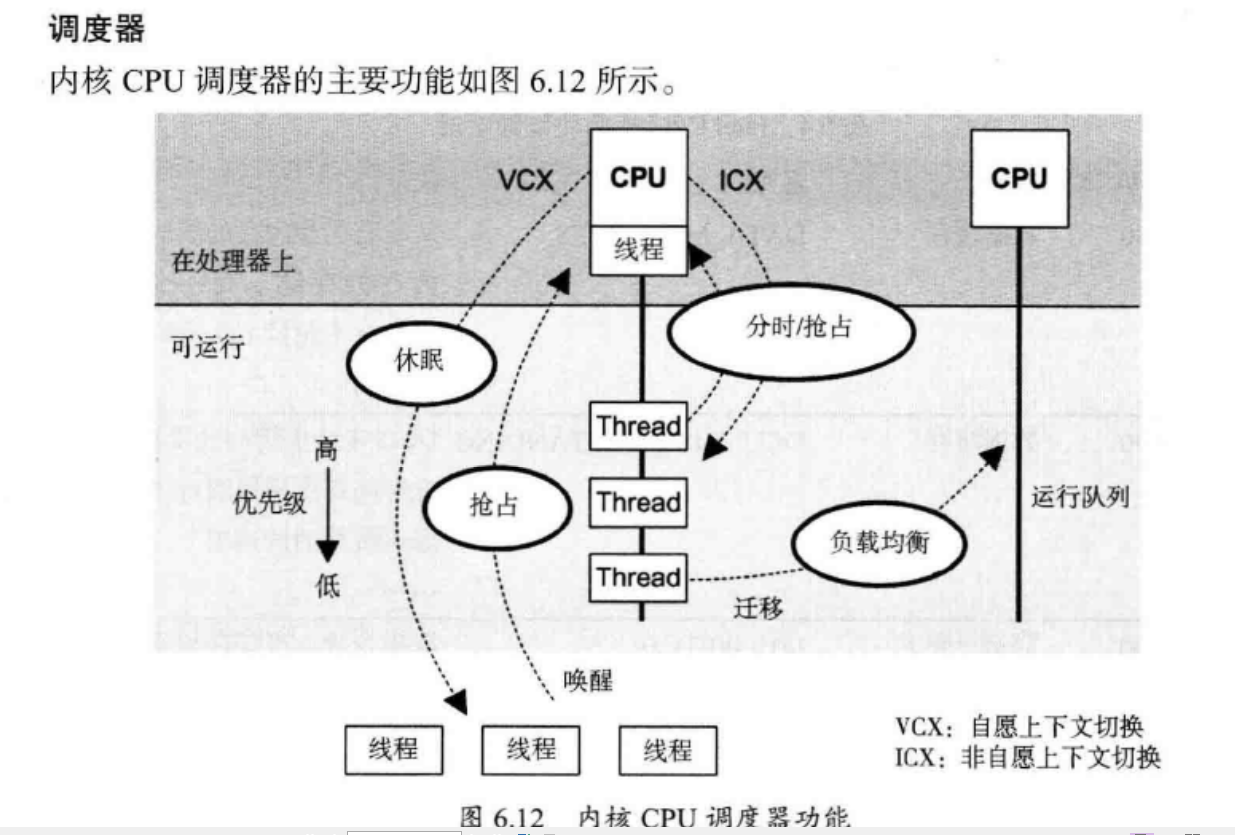 调度器
内核 CPU 调度器的主要功能如图 6.12 所示。
VCX
CPU
ICX
CPU
线程
在处理器上
分时/抢占
可运行
休眠
Thread
高
优先级
低
抢占
Thread
运行队列
负载均衡
Thread
迁移
唤醒
线程
线程
线程
VCX：自愿上下文切换
ICX：非自愿上下文切换
图 6.12 内核 CPU 调度器功能